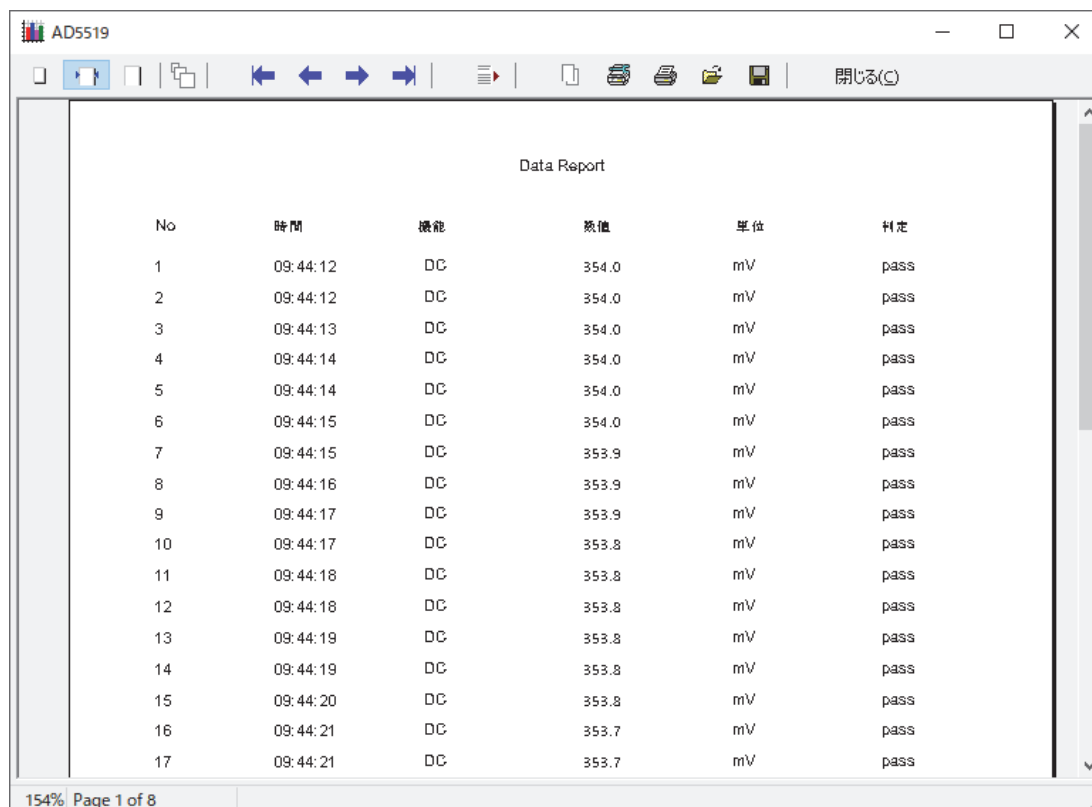 AD5519
閉じる(C)
Data Report
No 時間 機能 数値 単位 判定
1 09:44:12 DC 354.0 mV pass
2 09:44:12 DC 354.0 mV pass
3 09:44:13 DC 354.0 mV pass
4 09:44:14 DC 354.0 mV pass
5 09:44:14 DC 354.0 mV pass
6 09:44:15 DC 354.0 mV pass
7 09:44:15 DC 353.9 mV pass
8 09:44:16 DC 353.9 mV pass
9 09:44:17 DC 353.9 mV pass
10 09:44:17 DC 353.8 mV pass
11 09:44:18 DC 353.8 mV pass
12 09:44:18 DC 353.8 mV pass
13 09:44:19 DC 353.8 mV pass
14 09:44:19 DC 353.8 mV pass
15 09:44:20 DC 353.8 mV pass
16 09:44:21 DC 353.7 mV pass
17 09:44:21 DC 353.7 mV pass
154% Page 1 of 8